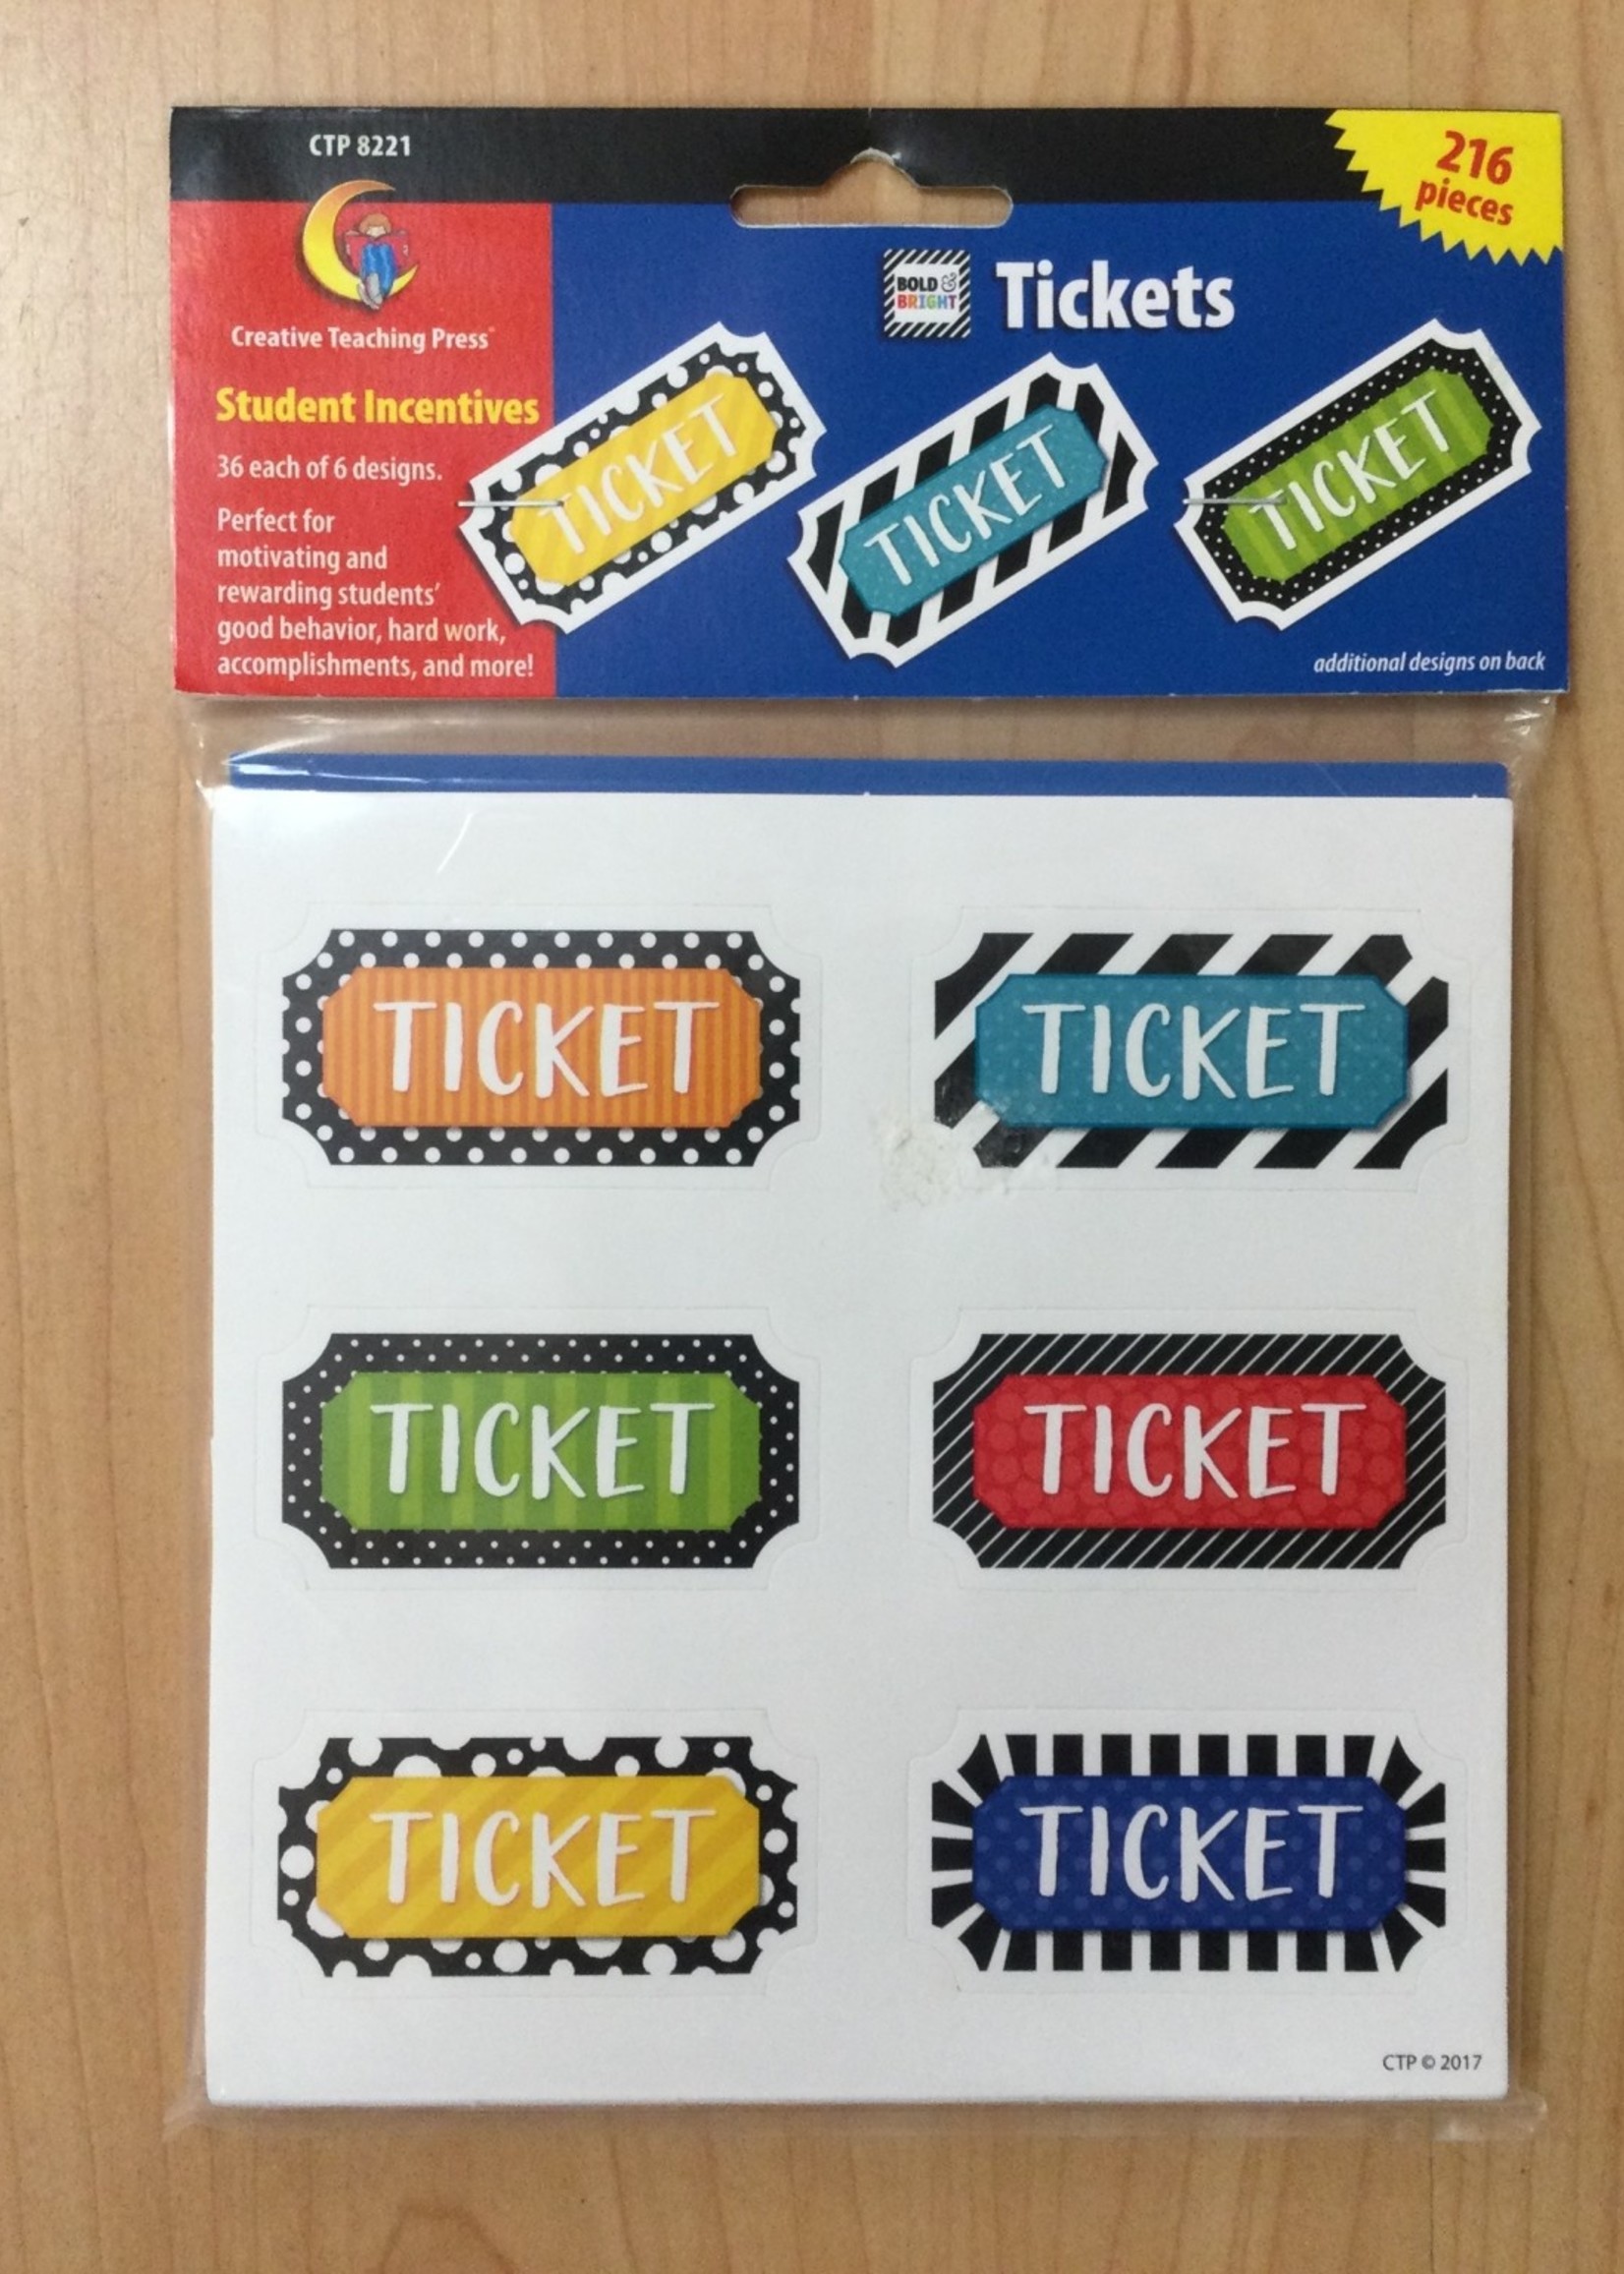 CTP 8221
216
pieces
Creative Teaching Press
BOLD &
BRIGHT
Tickets
Student Incentives
36 each of 6 designs.
Perfect for
motivating and
rewarding students'
good behavior, hard work,
accomplishments, and more!
TICKET
TICKET
TICKET
additional designs on back
TICKET
TICKET
TICKET
TICKET
TICKET
TICKET
CTP © 2017